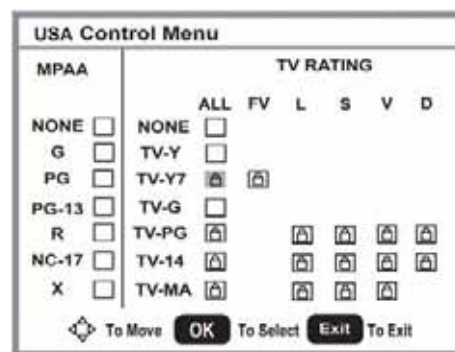 USA Control Menu
MPAA TV RATING
ALL FV L S V D
NONE NONE
G TV-Y
PG TV-Y7
PG-13 TV-G
R TV-PG
NC-17 TV-14
X TV-MA
To Move OK To Select Exit To Exit